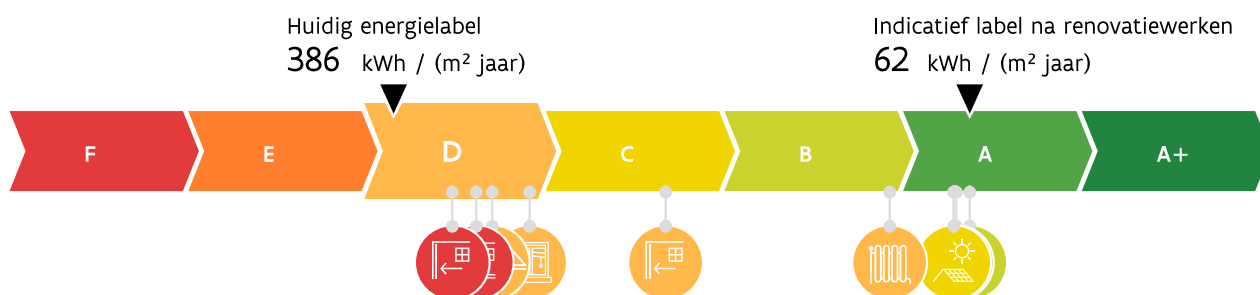 Huidig energielabel
386 kWh / (m² jaar)
Indicatief label na renovatiewerken
62 kWh / (m² jaar)
F E D C B A A+